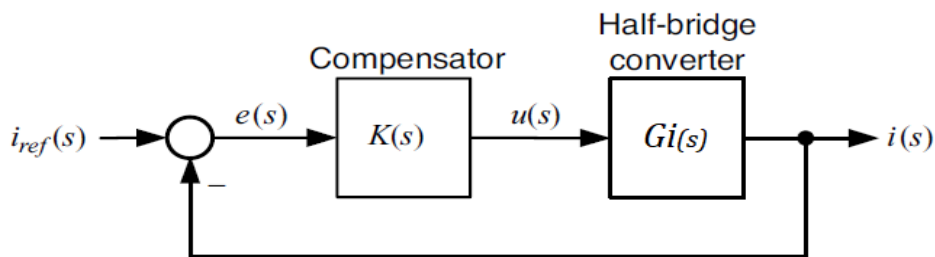 Half-bridge
converter
Compensator
i_ref(s)
e(s)
K(s)
u(s)
Gi(s)
i(s)
−